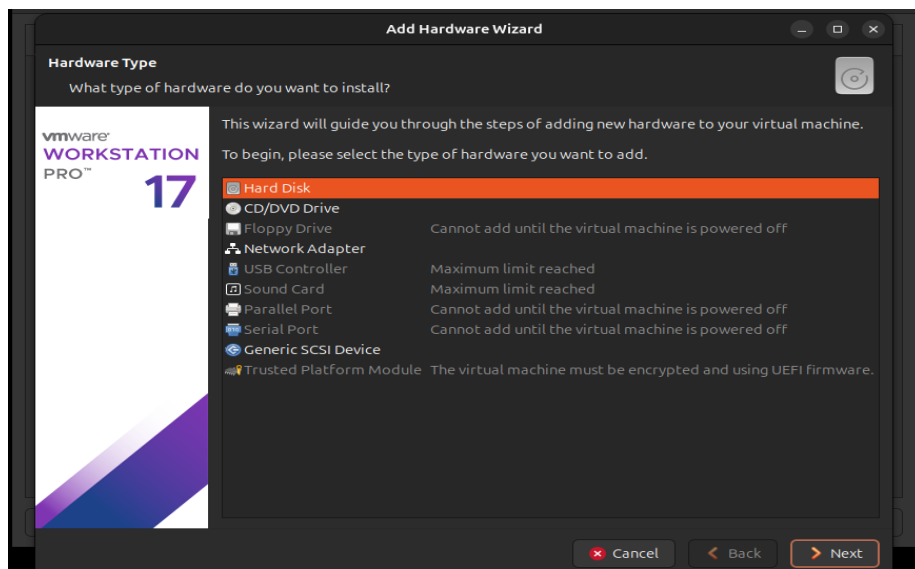 Add Hardware Wizard
Hardware Type
What type of hardware do you want to install?
vmware
WORKSTATION
PRO™
17
This wizard will guide you through the steps of adding new hardware to your virtual machine.
To begin, please select the type of hardware you want to add.
Hard Disk
CD/DVD Drive
Floppy Drive Cannot add until the virtual machine is powered off
Network Adapter
USB Controller Maximum limit reached
Sound Card Maximum limit reached
Parallel Port Cannot add until the virtual machine is powered off
Serial Port Cannot add until the virtual machine is powered off
Generic SCSI Device
Trusted Platform Module The virtual machine must be encrypted and using UEFI firmware.
Cancel Back Next